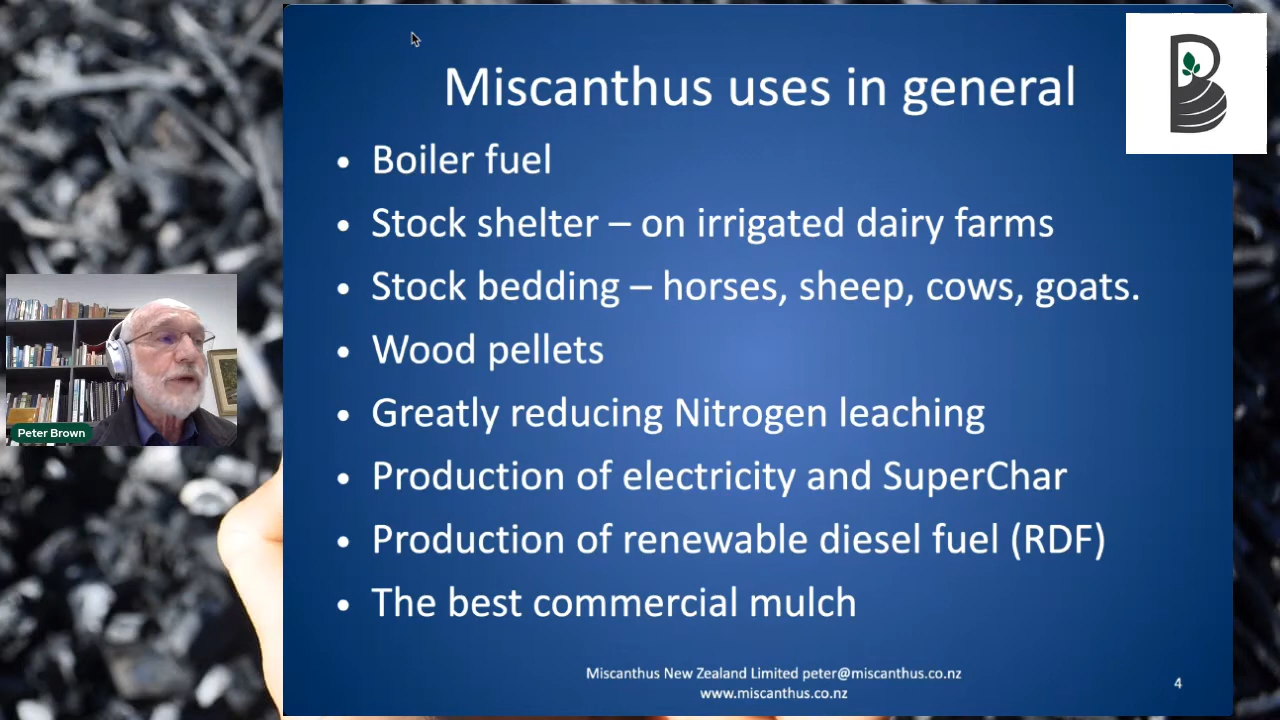 Miscanthus uses in general
• Boiler fuel
• Stock shelter – on irrigated dairy farms
• Stock bedding – horses, sheep, cows, goats.
• Wood pellets
• Greatly reducing Nitrogen leaching
• Production of electricity and SuperChar
• Production of renewable diesel fuel (RDF)
• The best commercial mulch
Miscanthus New Zealand Limited peter@miscanthus.co.nz
www.miscanthus.co.nz
4
Peter Brown
B